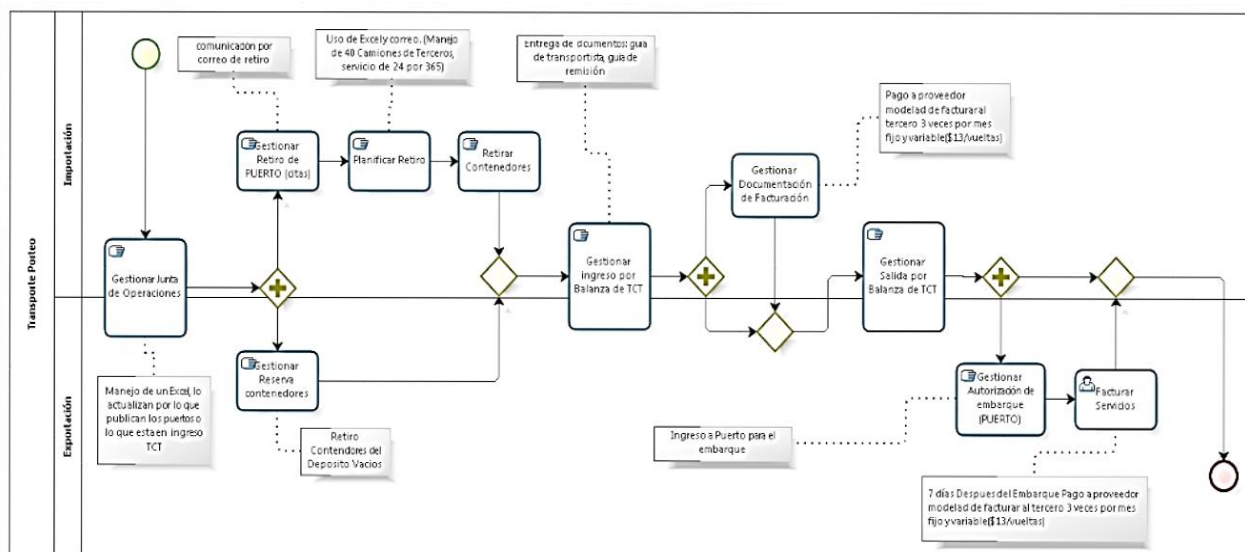 Transporte Porteo
Importación
Exportación
comunicación por
correo de retiro
Uso de Excel y correo. (Manejo
de 40 Camiones de Terceros,
servicio de 24 por 365)
Entrega de documentos: guia
de transportista, guia de
remisión
Pago a proveedor
modelad de facturar al
tercero 3 veces por mes
fijo y variable($13/vueltas)
Gestionar
Retiro de
PUERTO (citas)
Planificar Retiro
Retirar
Contenedores
Gestionar
Documentación
de Facturación
Gestionar Junta
de Operaciones
Gestionar
ingreso por
Balanza de TCT
Gestionar
Salida por
Balanza de TCT
Gestionar
Reserva
contenedores
Gestionar
Autorización de
embarque
(PUERTO)
Facturar
Servicios
Manejo de un Excel, lo
actualizan por lo que
publican los puertos o
lo que esta en ingreso
TCT
Retiro
Contendores del
Deposito Vacios
Ingreso a Puerto para el
embarque
7 días Despues del Embarque Pago a proveedor
modelad de facturar al tercero 3 veces por mes
fijo y variable($13/vueltas)